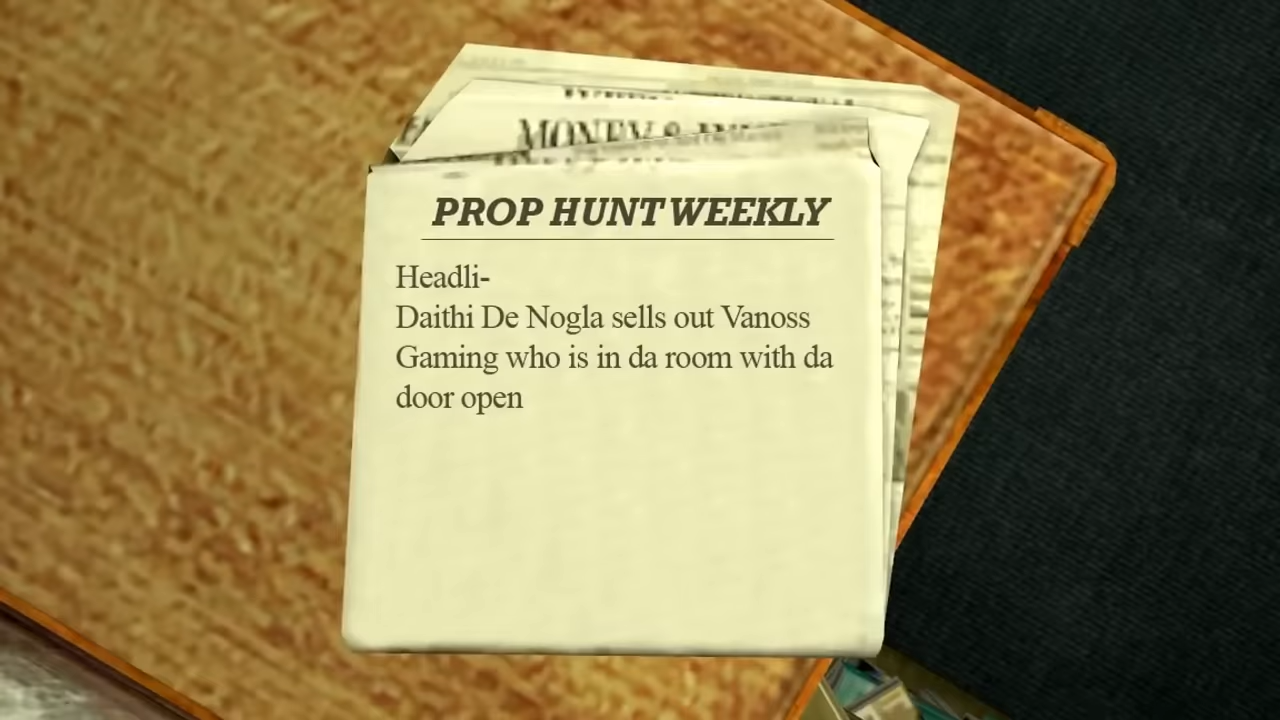 MONEY &
PROP HUNT WEEKLY
Headli-
Daithi De Nogla sells out Vanoss
Gaming who is in da room with da
door open